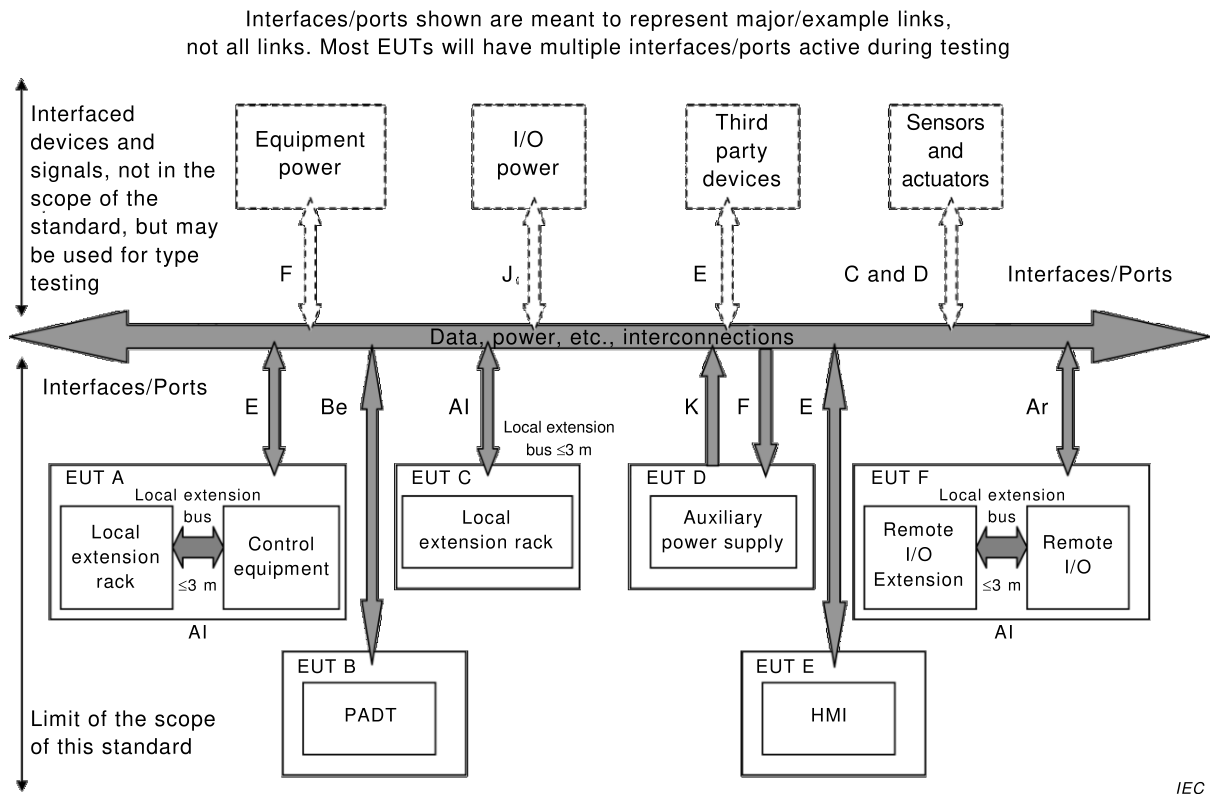 Interfaces/ports shown are meant to represent major/example links,
not all links. Most EUTs will have multiple interfaces/ports active during testing
Interfaced
devices and
signals, not in the
scope of the
standard, but may
be used for type
testing
Equipment
power
I/O
power
Third
party
devices
Sensors
and
actuators
F
J
E
C and D
Interfaces/Ports
Data, power, etc., interconnections
Interfaces/Ports
E
Be
Al
K
F
E
Ar
Local extension
bus ≤3 m
EUT A
Local extension
bus
Local
extension
rack
≤3 m
Control
equipment
Al
EUT C
Local
extension rack
EUT D
Auxiliary
power supply
EUT F
Local extension
bus
Remote
I/O
Extension
≤3 m
Remote
I/O
Al
EUT B
PADT
EUT E
HMI
Limit of the scope
of this standard
IEC